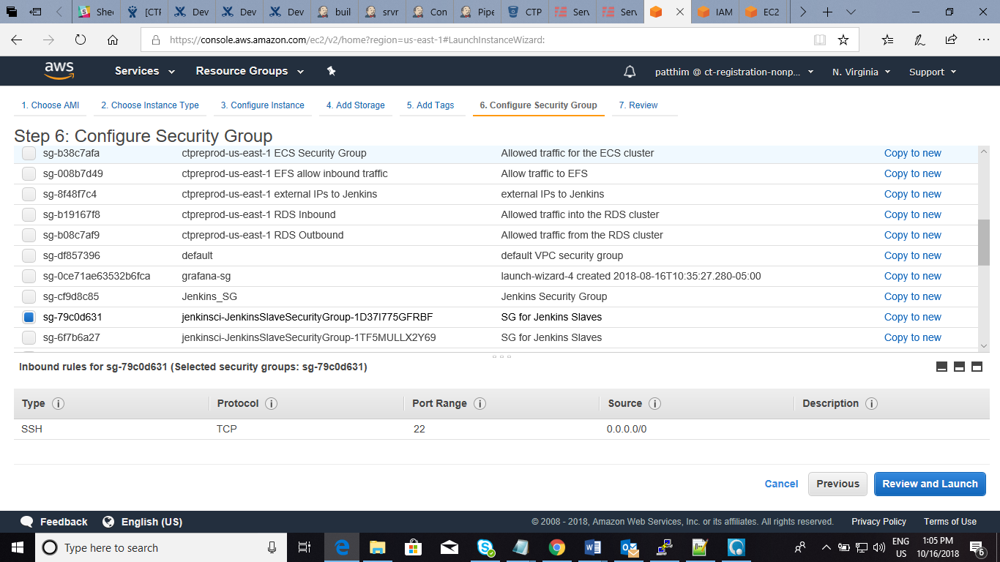 Shee
[CTF
Dev
Dev
Dev
buil
srvr
Con
Pipe
CTP
Serv
Serv
IAM
EC2
https://console.aws.amazon.com/ec2/v2/home?region=us-east-1#LaunchInstanceWizard:
aws Services Resource Groups patthim @ ct-registration-nonp... N. Virginia Support
1. Choose AMI 2. Choose Instance Type 3. Configure Instance 4. Add Storage 5. Add Tags 6. Configure Security Group 7. Review
Step 6: Configure Security Group
sg-b38c7afa ctpreprod-us-east-1 ECS Security Group Allowed traffic for the ECS cluster Copy to new
sg-008b7d49 ctpreprod-us-east-1 EFS allow inbound traffic Allow traffic to EFS Copy to new
sg-8f48f7c4 ctpreprod-us-east-1 external IPs to Jenkins external IPs to Jenkins Copy to new
sg-b19167f8 ctpreprod-us-east-1 RDS Inbound Allowed traffic into the RDS cluster Copy to new
sg-b08c7af9 ctpreprod-us-east-1 RDS Outbound Allowed traffic from the RDS cluster Copy to new
sg-df857396 default default VPC security group Copy to new
sg-0ce71ae63532b6fca grafana-sg launch-wizard-4 created 2018-08-16T10:35:27.280-05:00 Copy to new
sg-cf9d8c85 Jenkins_SG Jenkins Security Group Copy to new
sg-79c0d631 jenkinsci-JenkinsSlaveSecurityGroup-1D37I775GFRBF SG for Jenkins Slaves Copy to new
sg-6f7b6a27 jenkinsci-JenkinsSlaveSecurityGroup-1TF5MULLX2Y69 SG for Jenkins Slaves Copy to new
Inbound rules for sg-79c0d631 (Selected security groups: sg-79c0d631)
Type Protocol Port Range Source Description
SSH TCP 22 0.0.0.0/0
Cancel Previous Review and Launch
Feedback English (US) © 2008 - 2018, Amazon Web Services, Inc. or its affiliates. All rights reserved. Privacy Policy Terms of Use
Type here to search
ENG
US
1:05 PM
10/16/2018
6